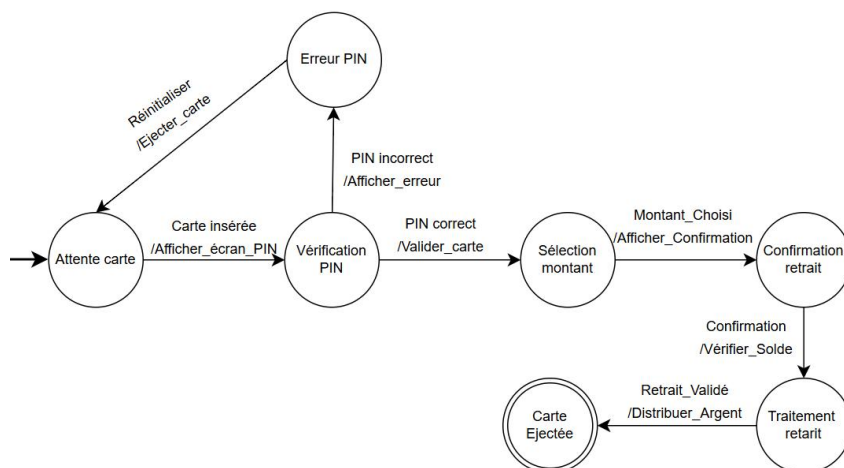 Erreur PIN
Réinitialiser
/Ejecter_carte
PIN incorrect
/Afficher_erreur
Attente carte
Carte insérée
/Afficher_écran_PIN
Vérification
PIN
PIN correct
/Valider_carte
Sélection
montant
Montant_Choisi
/Afficher_Confirmation
Confirmation
retrait
Confirmation
/Vérifier_Solde
Traitement
retarit
Retrait_Validé
/Distribuer_Argent
Carte
Ejectée